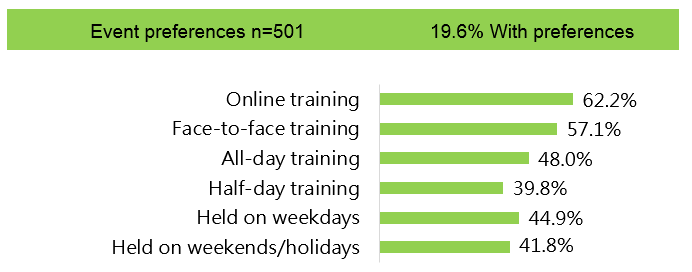 Event preferences n=501 19.6% With preferences
Online training 62.2%
Face-to-face training 57.1%
All-day training 48.0%
Half-day training 39.8%
Held on weekdays 44.9%
Held on weekends/holidays 41.8%